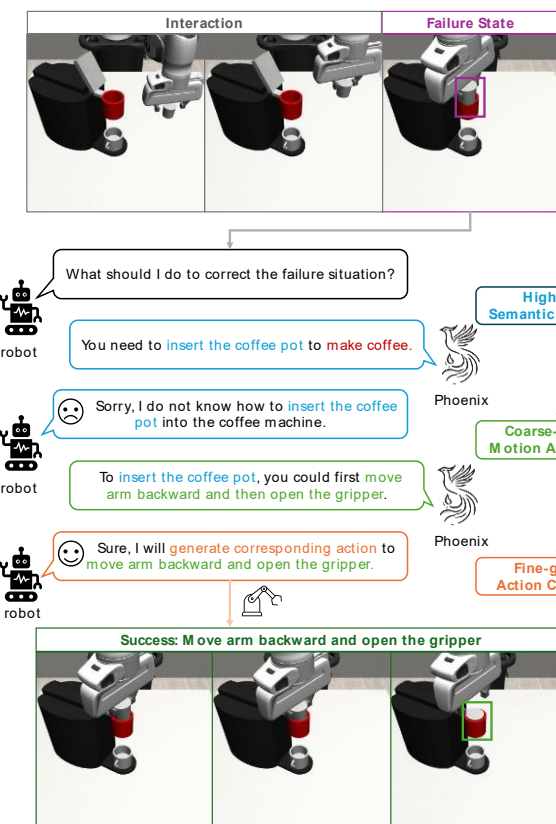 Interaction
Failure State
What should I do to correct the failure situation?
robot
High
Semantic
You need to insert the coffee pot to make coffee.
Phoenix
Sorry, I do not know how to insert the coffee
pot into the coffee machine.
robot
Coarse-
Motion A
To insert the coffee pot, you could first move
arm backward and then open the gripper.
Phoenix
Sure, I will generate corresponding action to
move arm backward and open the gripper.
robot
Fine-g
Action C
Success: Move arm backward and open the gripper